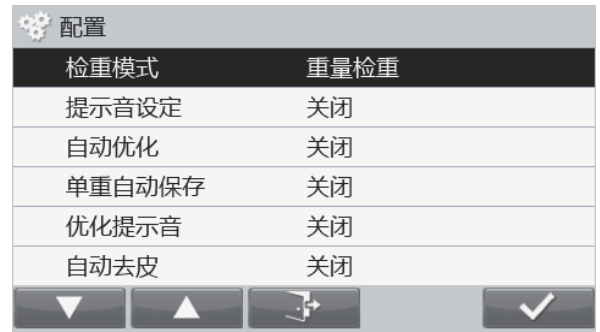 配置
检重模式 重量检重
提示音设定 关闭
自动优化 关闭
单重自动保存 关闭
优化提示音 关闭
自动去皮 关闭